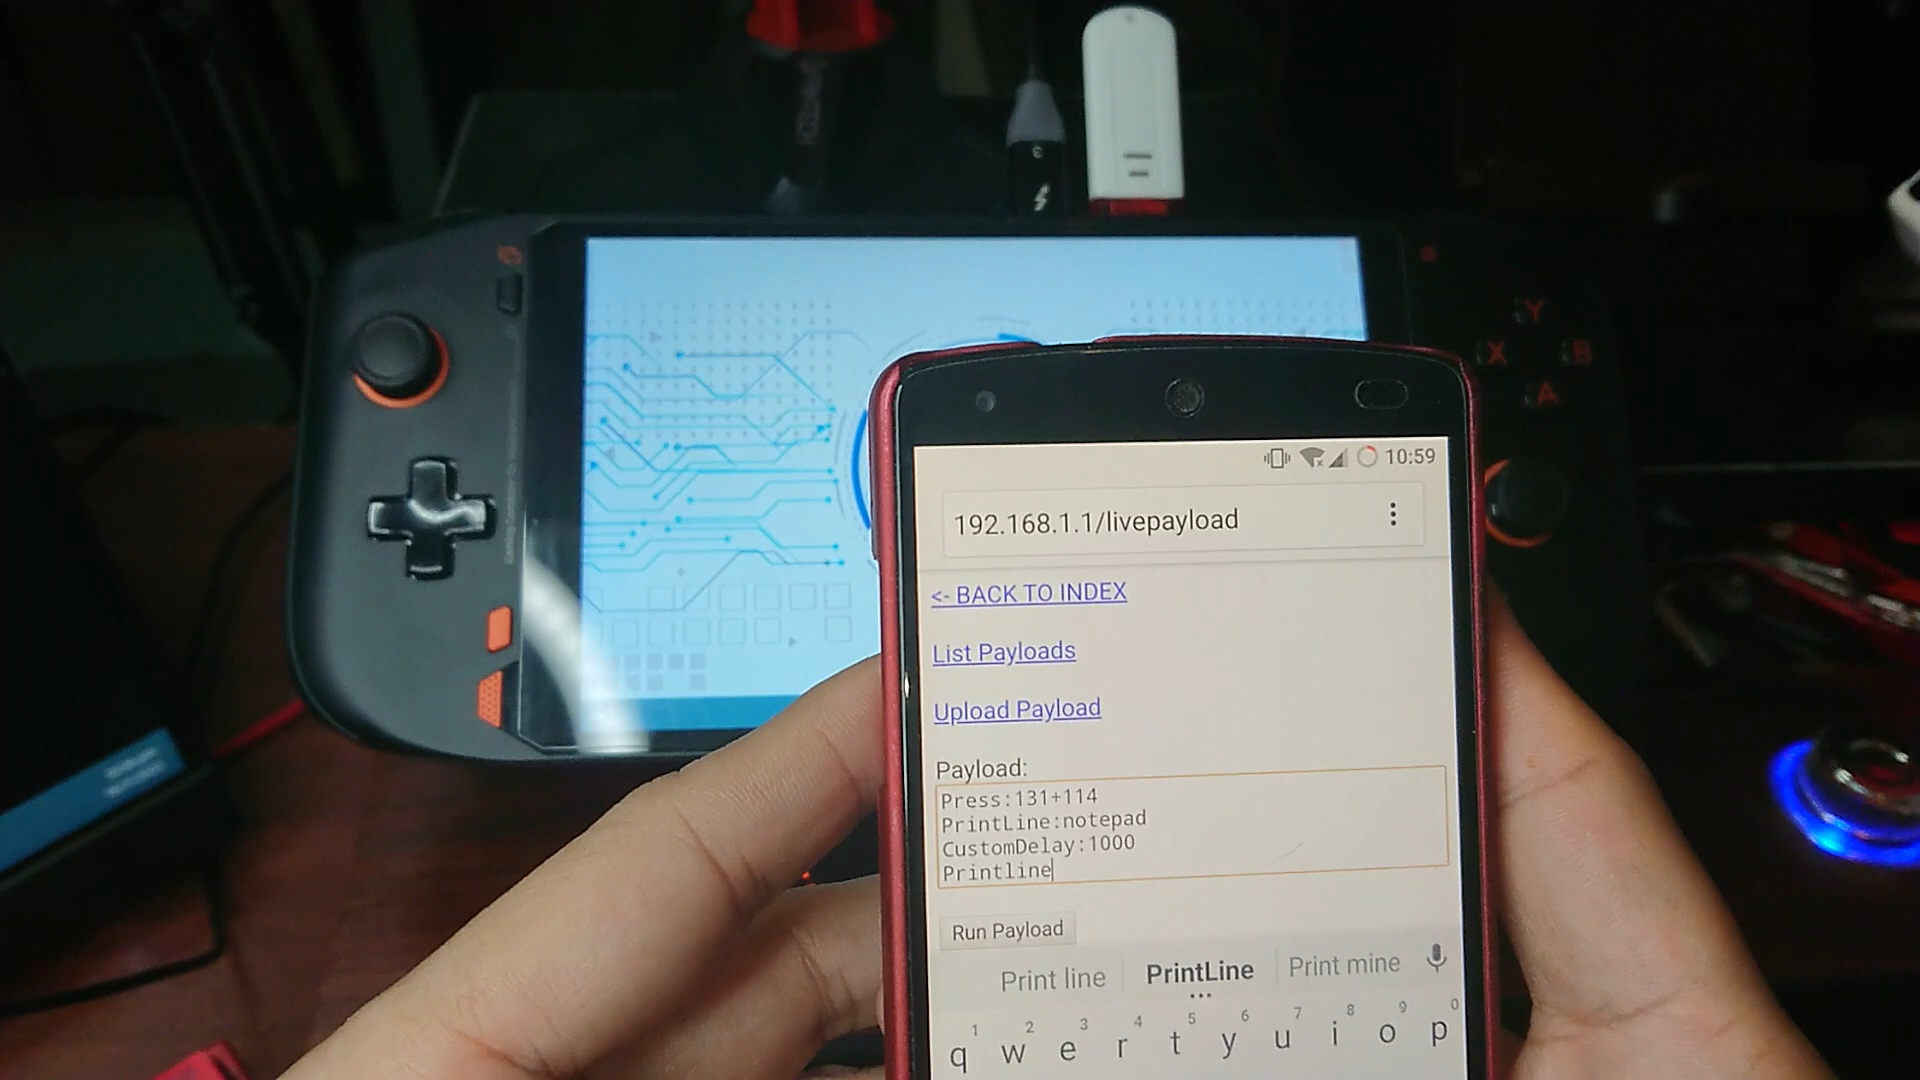 Y
X
B
A
3
10:59
192.168.1.1/livepayload
<- BACK TO INDEX
List Payloads
Upload Payload
Payload:
Press:131+114
PrintLine:notepad
CustomDelay:1000
Printline
Run Payload
Print line PrintLine Print mine
1 2 3 4 5 6 7 8 9 0
q w e r t y u i o p